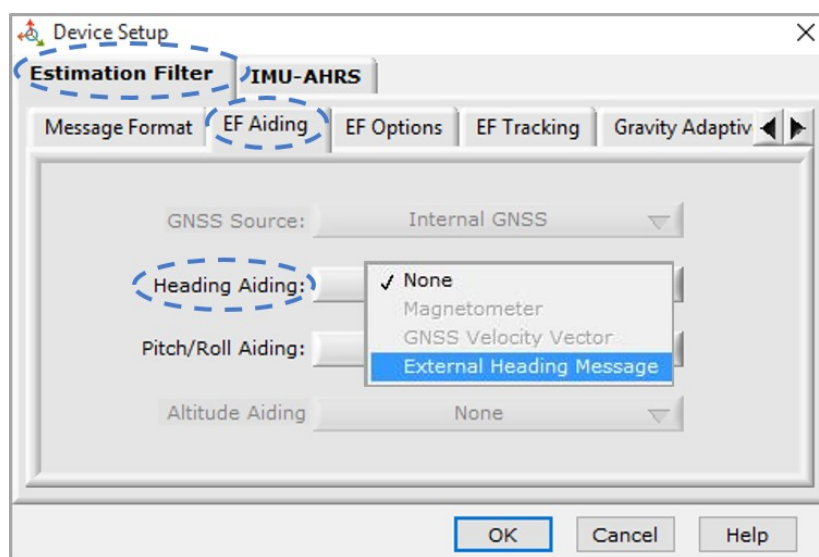 Device Setup
Estimation Filter IMU-AHRS
Message Format EF Aiding EF Options EF Tracking Gravity Adaptiv
GNSS Source: Internal GNSS
Heading Aiding: ✓ None
Magnetometer
GNSS Velocity Vector
Pitch/Roll Aiding:
External Heading Message
Altitude Aiding None
OK Cancel Help